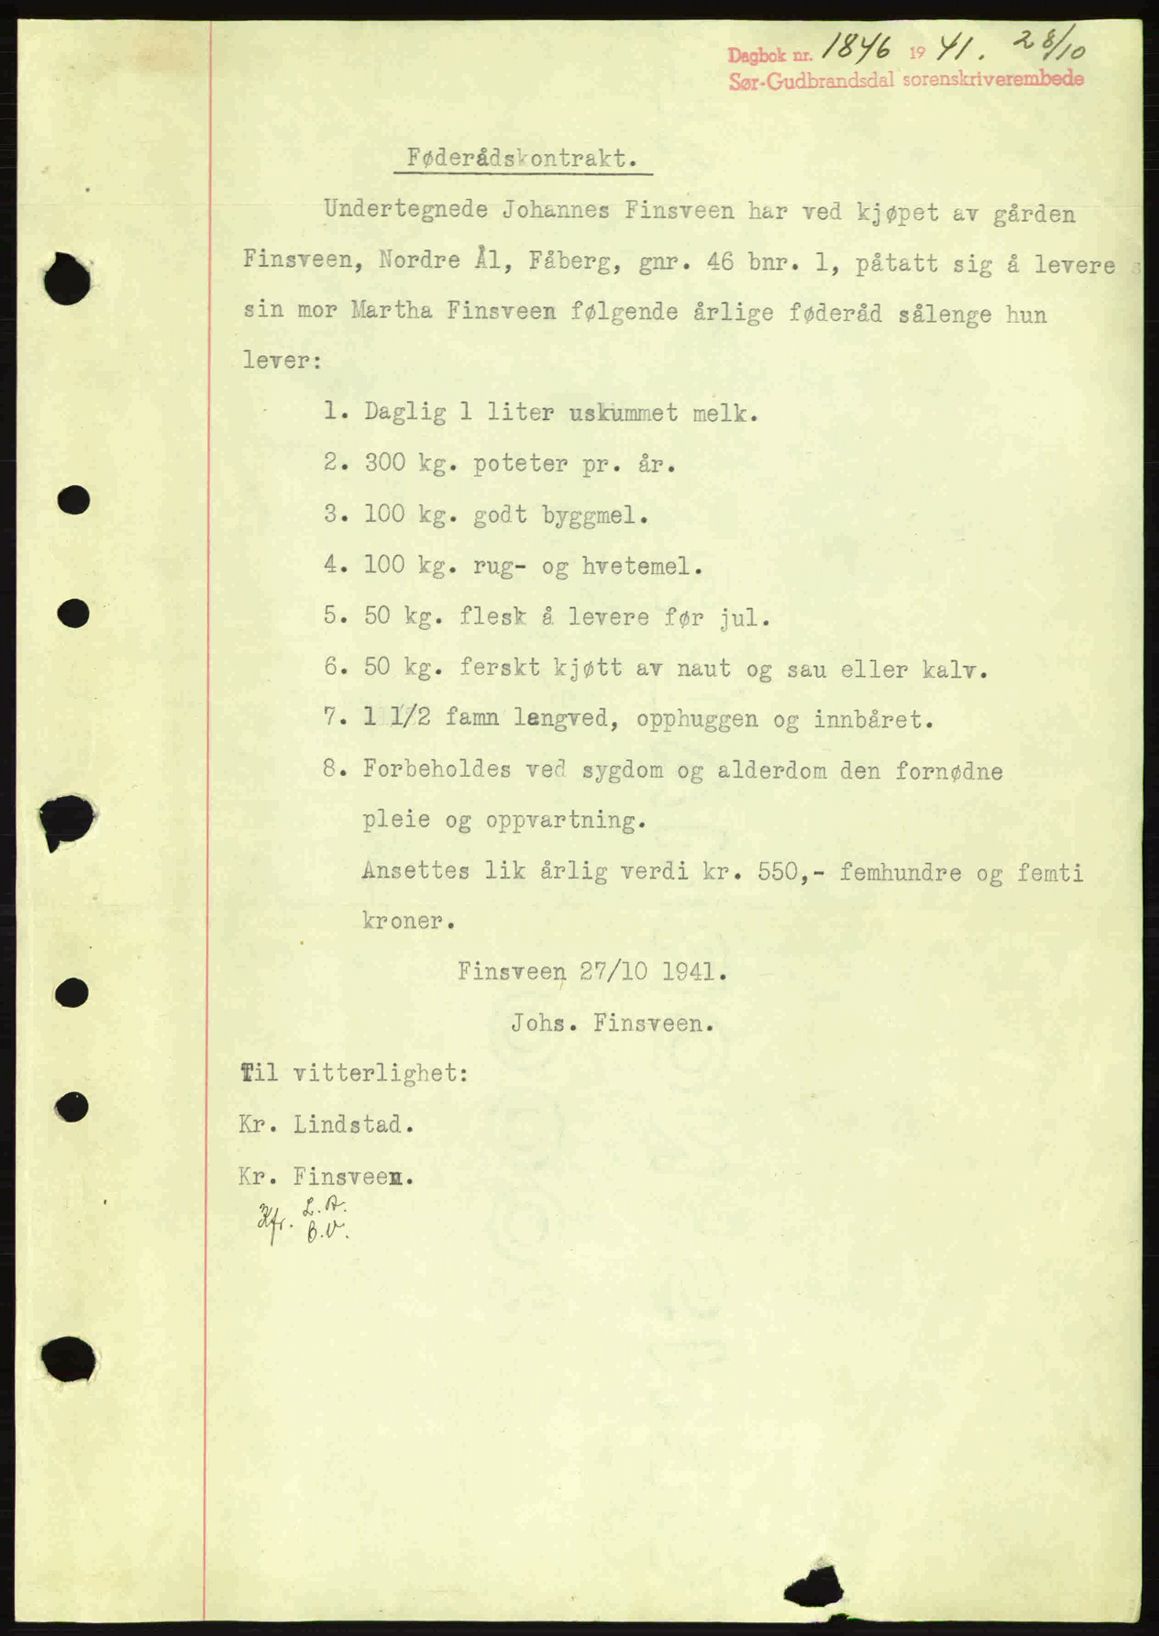 Dagbok nr. 1846 1941. 28/10
Sør-Gudbrandsdal sorenskriverembede
Føderådskontrakt.
Undertegnede Johannes Finsveen har ved kjøpet av gården
Finsveen, Nordre Ål, Fåberg, gnr. 46 bnr. 1, påtatt sig å levere
sin mor Martha Finsveen følgende årlige føderåd sålenge hun
lever:
1. Daglig 1 liter uskummet melk.
2. 300 kg. poteter pr. år.
3. 100 kg. godt byggmel.
4. 100 kg. rug- og hvetemel.
5. 50 kg. flesk å levere før jul.
6. 50 kg. ferskt kjøtt av naut og sau eller kalv.
7. 1 1/2 famn langved, opphuggen og innbåret.
8. Forbeholdes ved sygdom og alderdom den fornødne
pleie og oppvartning.
Ansettes lik årlig verdi kr. 550,- femhundre og femti
kroner.
Finsveen 27/10 1941.
Johs. Finsveen.
Til vitterlighet:
Kr. Lindstad.
Kr. Finsveen.
Kfr. L.A.
B.V.